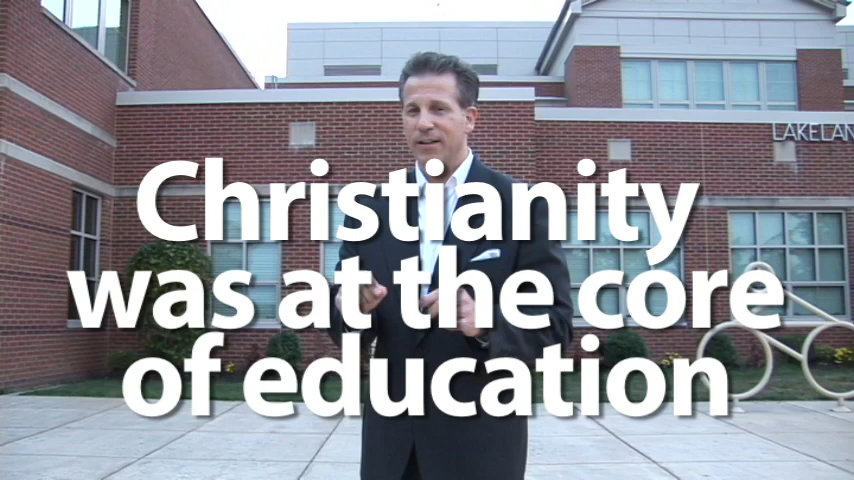 LAKELAN
Christianity
was at the core
of education